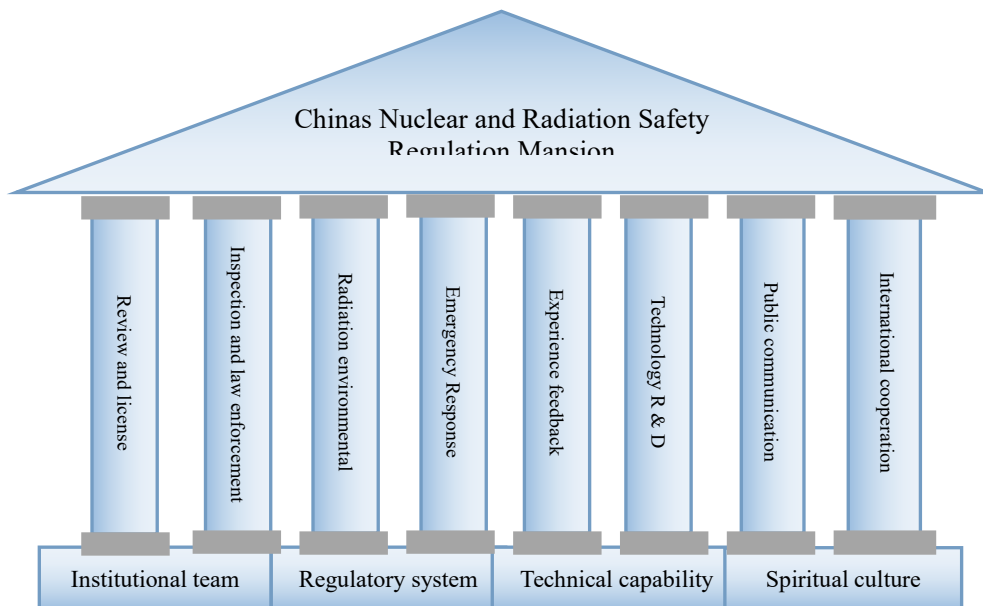 Chinas Nuclear and Radiation Safety
Regulation Mansion
Review and license
Inspection and law enforcement
Radiation environmental
Emergency Response
Experience feedback
Technology R & D
Public communication
International cooperation
Institutional team
Regulatory system
Technical capability
Spiritual culture